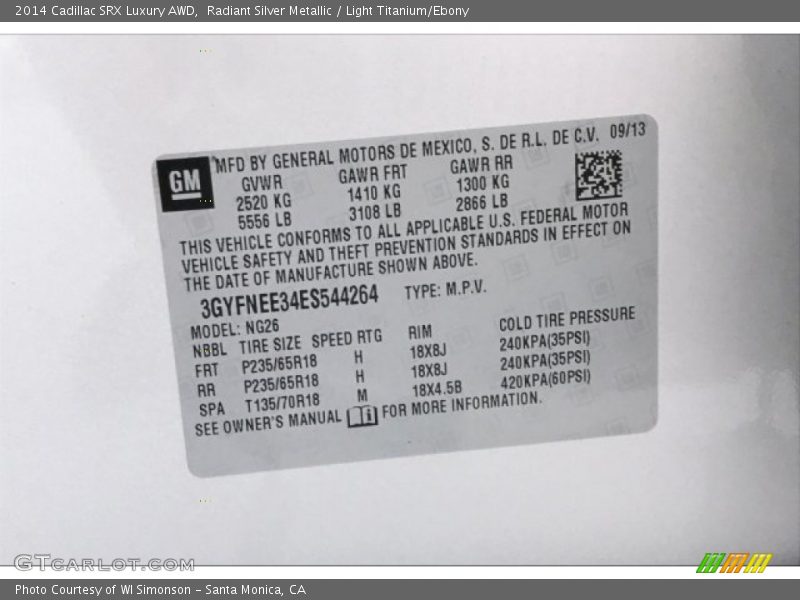 2014 Cadillac SRX Luxury AWD,  Radiant Silver Metallic / Light Titanium/Ebony
GM
MFD BY GENERAL MOTORS DE MEXICO, S. DE R.L. DE C.V. 09/13
GVWR GAWR FRT GAWR RR
2520 KG 1410 KG 1300 KG
5556 LB 3108 LB 2866 LB
THIS VEHICLE CONFORMS TO ALL APPLICABLE U.S. FEDERAL MOTOR
VEHICLE SAFETY AND THEFT PREVENTION STANDARDS IN EFFECT ON
THE DATE OF MANUFACTURE SHOWN ABOVE.
3GYFNEE34ES544264 TYPE: M.P.V.
MODEL: NG26
NBBL TIRE SIZE SPEED RTG RIM COLD TIRE PRESSURE
FRT P235/65R18 H 18X8J 240KPA(35PSI)
RR P235/65R18 H 18X8J 240KPA(35PSI)
SPA T135/70R18 M 18X4.5B 420KPA(60PSI)
SEE OWNER'S MANUAL FOR MORE INFORMATION.
GTCARLOT.COM
Photo Courtesy of WI Simonson - Santa Monica, CA